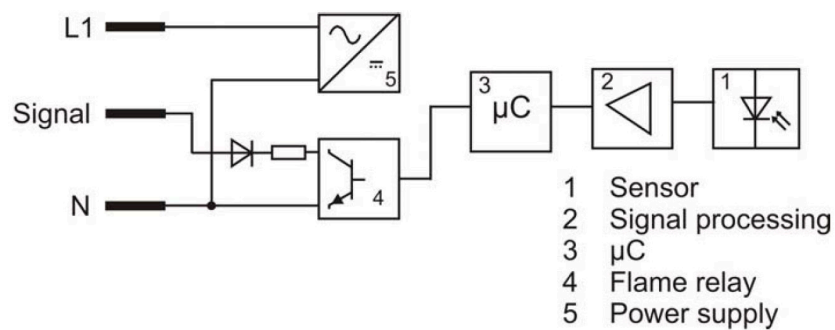 L1
5
Signal
3
µC
2
1
N
4
1 Sensor
2 Signal processing
3 µC
4 Flame relay
5 Power supply